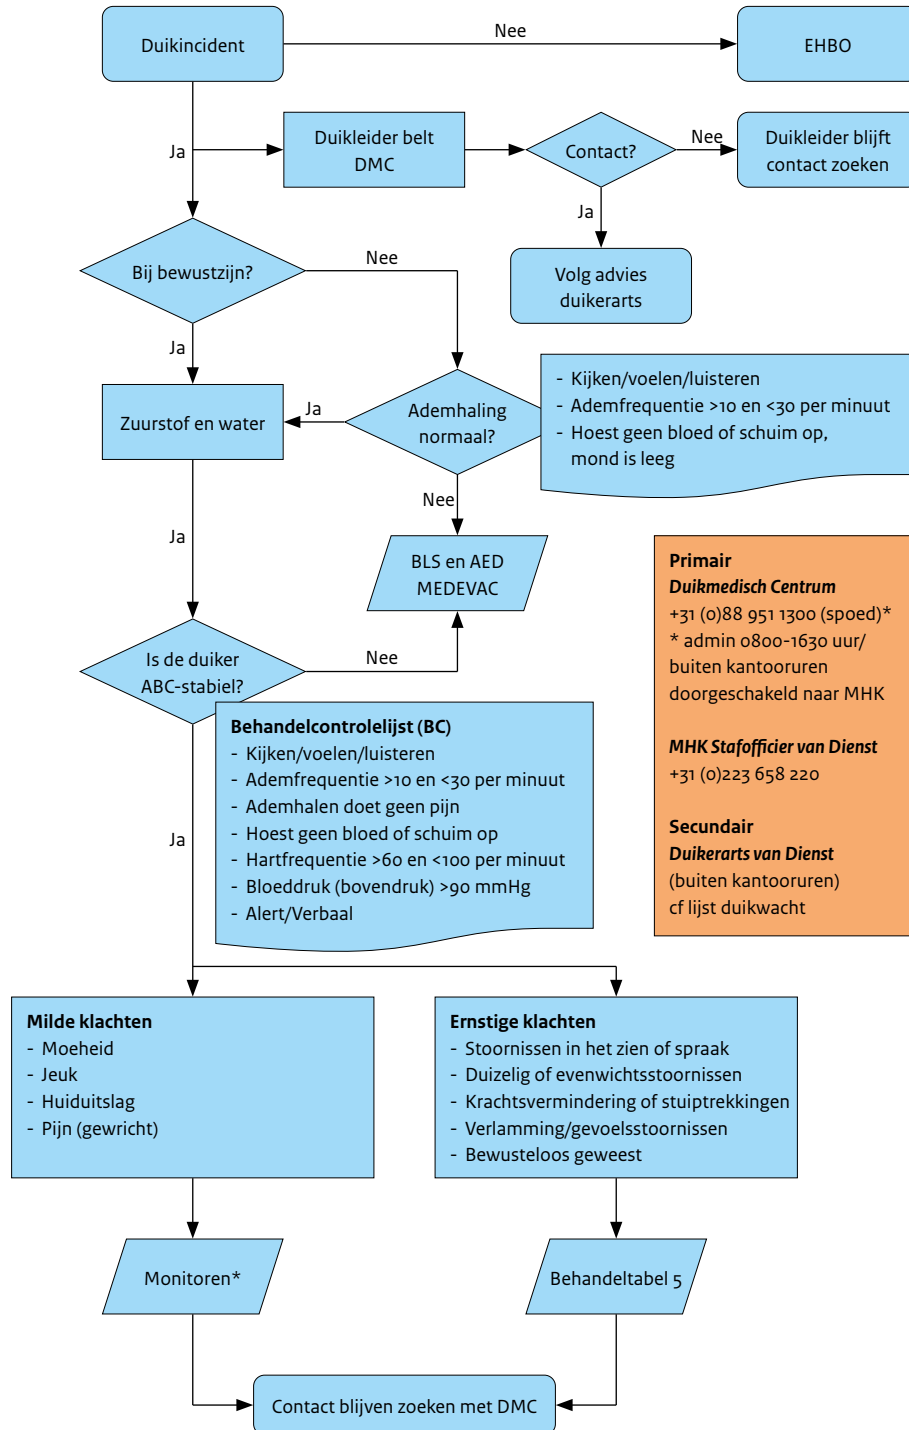 Duikincident
Nee
EHBO
Ja
Duikleider belt
DMC
Contact?
Nee
Duikleider blijft
contact zoeken
Ja
Volg advies
duikerarts
Bij bewustzijn?
Nee
Ja
Zuurstof en water
Ja
Ademhaling
normaal?
- Kijken/voelen/luisteren
- Ademfrequentie >10 en <30 per minuut
- Hoest geen bloed of schuim op,
mond is leeg
Nee
Ja
BLS en AED
MEDEVAC
Is de duiker
ABC-stabiel?
Nee
Primair
Duikmedisch Centrum
+31 (0)88 951 1300 (spoed)*
* admin 0800-1630 uur/
buiten kantooruren
doorgeschakeld naar MHK
MHK Stafofficier van Dienst
+31 (0)223 658 220
Secundair
Duikerarts van Dienst
(buiten kantooruren)
cf lijst duikwacht
Behandelcontrolelijst (BC)
- Kijken/voelen/luisteren
- Ademfrequentie >10 en <30 per minuut
- Ademhalen doet geen pijn
- Hoest geen bloed of schuim op
- Hartfrequentie >60 en <100 per minuut
- Bloeddruk (bovendruk) >90 mmHg
- Alert/Verbaal
Ja
Milde klachten
- Moeheid
- Jeuk
- Huiduitslag
- Pijn (gewricht)
Ernstige klachten
- Stoornissen in het zien of spraak
- Duizelig of evenwichtsstoornissen
- Krachtsvermindering of stuiptrekkingen
- Verlamming/gevoelsstoornissen
- Bewusteloos geweest
Monitoren*
Behandeltabel 5
Contact blijven zoeken met DMC